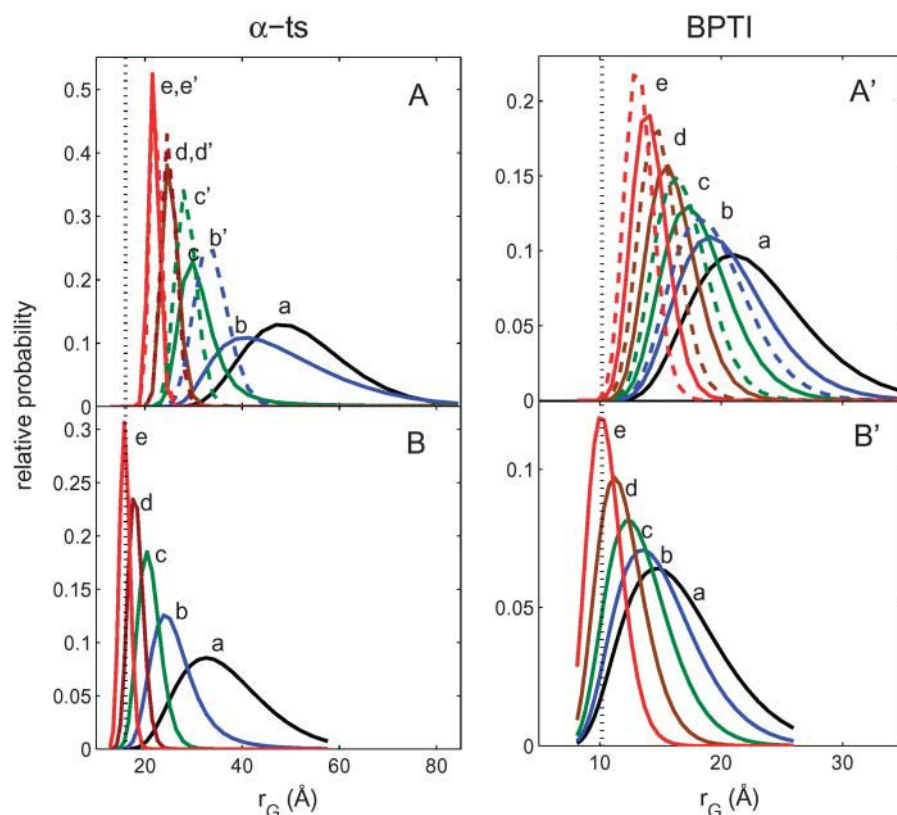 α−ts
BPTI
relative probability
A
0.5
0.4
0.3
0.2
0.1
0
e,e’
d,d’
c’
b’
c
b
a
A’
0.2
0.15
0.1
0.05
0
e
d
c
b
a
B
0.3
0.25
0.2
0.15
0.1
0.05
0
e
d
c
b
a
20
40
60
80
r_G (Å)
B’
0.1
0.05
0
e
d
c
b
a
10
20
30
r_G (Å)